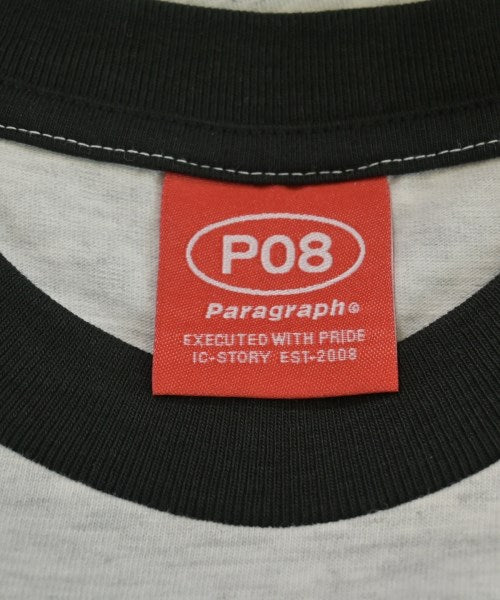 P08
Paragraph®
EXECUTED WITH PRIDE
IC-STORY EST-2008